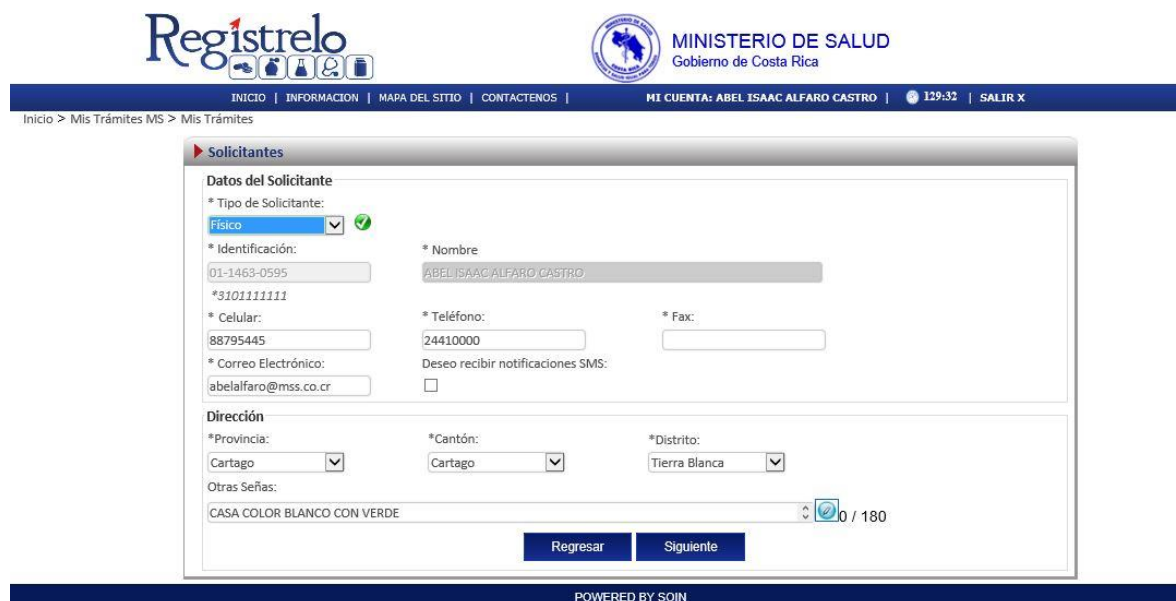 Regístrelo
MINISTERIO DE SALUD
Gobierno de Costa Rica
INICIO | INFORMACION | MAPA DEL SITIO | CONTACTENOS |
MI CUENTA: ABEL ISAAC ALFARO CASTRO | 129:32 | SALIR X
Inicio > Mis Trámites MS > Mis Trámites
Solicitantes
Datos del Solicitante
* Tipo de Solicitante:
Físico
* Identificación: * Nombre
01-1463-0595 ABEL ISAAC ALFARO CASTRO
*3101111111
* Celular: * Teléfono: * Fax:
88795445 24410000
* Correo Electrónico: Deseo recibir notificaciones SMS:
abelalfaro@mss.co.cr
Dirección
*Provincia: *Cantón: *Distrito:
Cartago Cartago Tierra Blanca
Otras Señas:
CASA COLOR BLANCO CON VERDE 0 / 180
Regresar Siguiente
POWERED BY SOIN